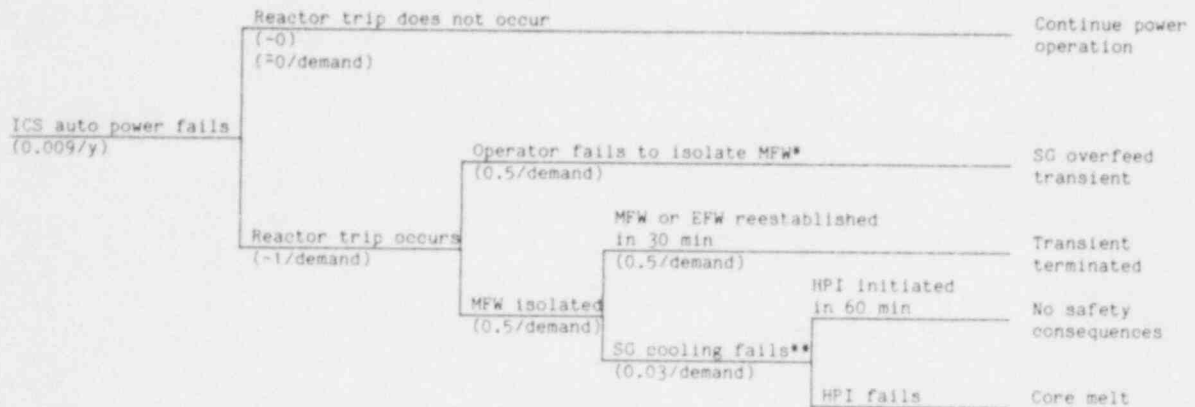 Reactor trip does not occur
(~0)
(≅0/demand)
Continue power
operation
ICS auto power fails
(0.009/y)
Operator fails to isolate MFW*
(0.5/demand)
SG overfeed
transient
MFW or EFW reestablished
in 30 min
(0.5/demand)
Reactor trip occurs
(~1/demand)
Transient
terminated
HPI initiated
in 60 min
MFW isolated
(0.5/demand)
No safety
consequences
SG cooling fails**
(0.03/demand)
HPI fails
Core melt